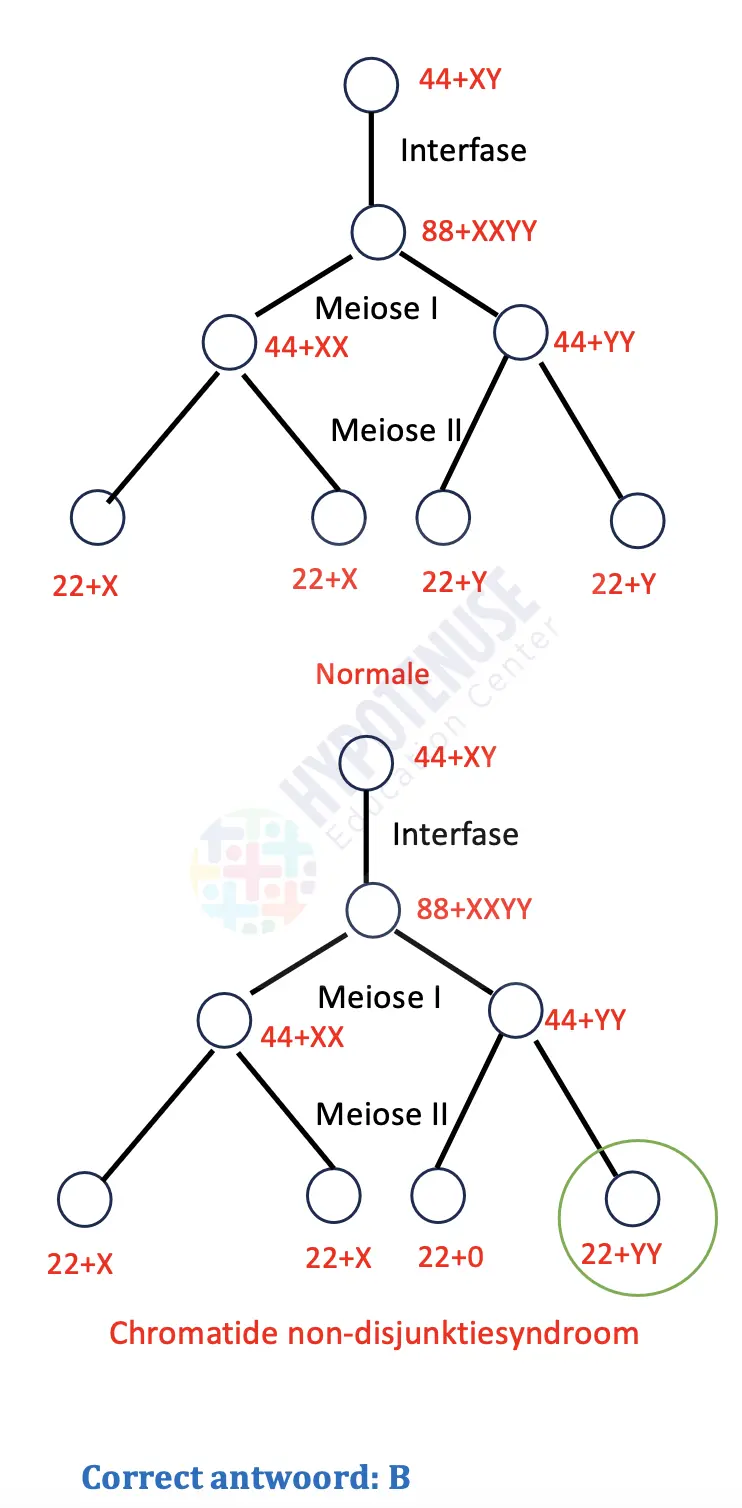 44+XY
Interfase
88+XXYY
Meiose I
44+XX
44+YY
Meiose II
22+X
22+X
22+Y
22+Y
Normale
HYPOTENUSE
Education Center
44+XY
Interfase
88+XXYY
Meiose I
44+XX
44+YY
Meiose II
22+X
22+X
22+0
22+YY
Chromatide non-disjunktiesyndroom
Correct antwoord: B